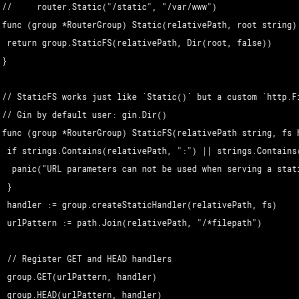 //     router.Static("/static", "/var/www")
func (group *RouterGroup) Static(relativePath, root string)
 return group.StaticFS(relativePath, Dir(root, false))
}
// StaticFS works just like `Static()` but a custom `http.Fi
// Gin by default user: gin.Dir()
func (group *RouterGroup) StaticFS(relativePath string, fs h
 if strings.Contains(relativePath, ":") || strings.Contains(
  panic("URL parameters can not be used when serving a stati
 }
 handler := group.createStaticHandler(relativePath, fs)
 urlPattern := path.Join(relativePath, "/*filepath")
 // Register GET and HEAD handlers
 group.GET(urlPattern, handler)
 group.HEAD(urlPattern, handler)